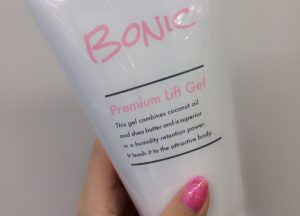 BONIC
Premium Lift Gel
This gel combines coconut oil
and shea butter and is superior
in a humidity retention power.
It leads it to the attractive body.